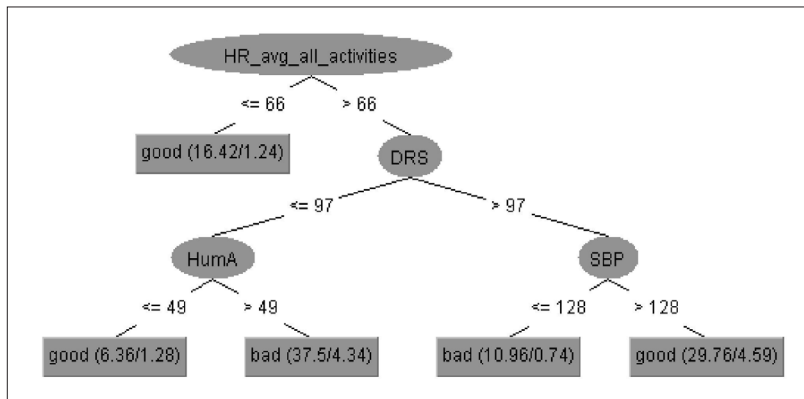 HR_avg_all_activities
<= 66 > 66
good (16.42/1.24)
DRS
<= 97 > 97
HumA SBP
<= 49 > 49 <= 128 > 128
good (6.36/1.28) bad (37.5/4.34) bad (10.96/0.74) good (29.76/4.59)